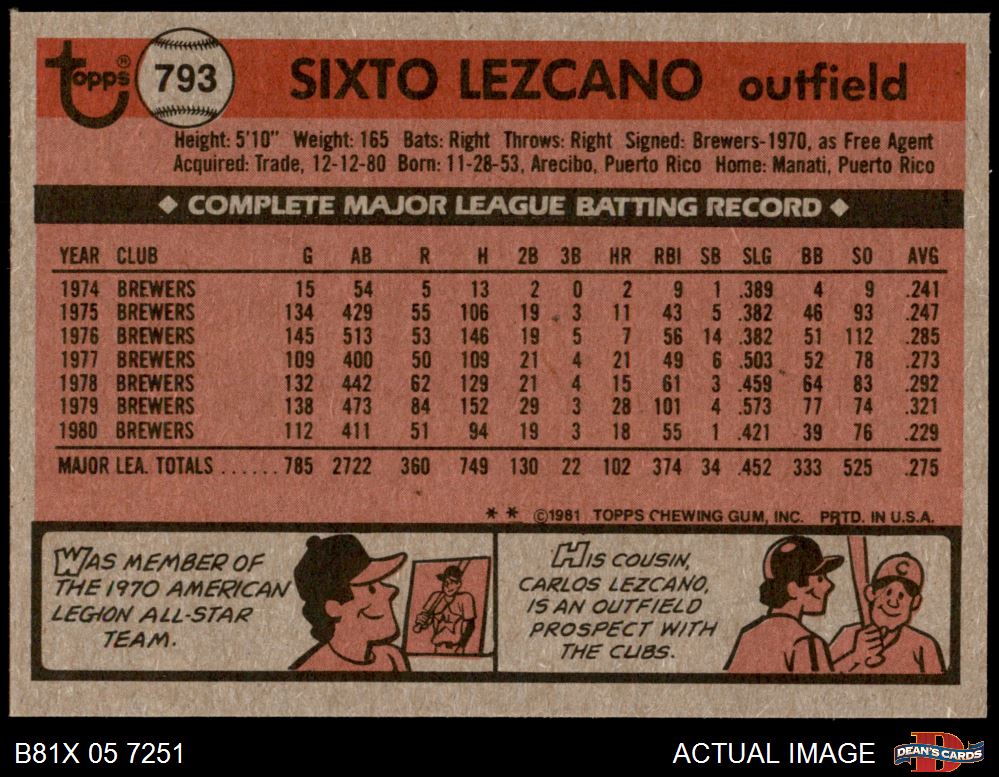 topps® 793 SIXTO LEZCANO outfield
Height: 5'10" Weight: 165 Bats: Right Throws: Right Signed: Brewers-1970, as Free Agent
Acquired: Trade, 12-12-80 Born: 11-28-53, Arecibo, Puerto Rico Home: Manati, Puerto Rico
◆ COMPLETE MAJOR LEAGUE BATTING RECORD ◆
YEAR CLUB G AB R H 2B 3B HR RBI SB SLG BB SO AVG
1974 BREWERS 15 54 5 13 2 0 2 9 1 .389 4 9 .241
1975 BREWERS 134 429 55 106 19 3 11 43 5 .382 46 93 .247
1976 BREWERS 145 513 53 146 19 5 7 56 14 .382 51 112 .285
1977 BREWERS 109 400 50 109 21 4 21 49 6 .503 52 78 .273
1978 BREWERS 132 442 62 129 21 4 15 61 3 .459 64 83 .292
1979 BREWERS 138 473 84 152 29 3 28 101 4 .573 77 74 .321
1980 BREWERS 112 411 51 94 19 3 18 55 1 .421 39 76 .229
MAJOR LEA. TOTALS ...... 785 2722 360 749 130 22 102 374 34 .452 333 525 .275
* * ©1981 TOPPS CHEWING GUM, INC. PRTD. IN U.S.A.
WAS MEMBER OF
THE 1970 AMERICAN
LEGION ALL-STAR
TEAM.
HIS COUSIN,
CARLOS LEZCANO,
IS AN OUTFIELD
PROSPECT WITH
THE CUBS.
C
B81X 05 7251 ACTUAL IMAGE DEAN'S CARDS